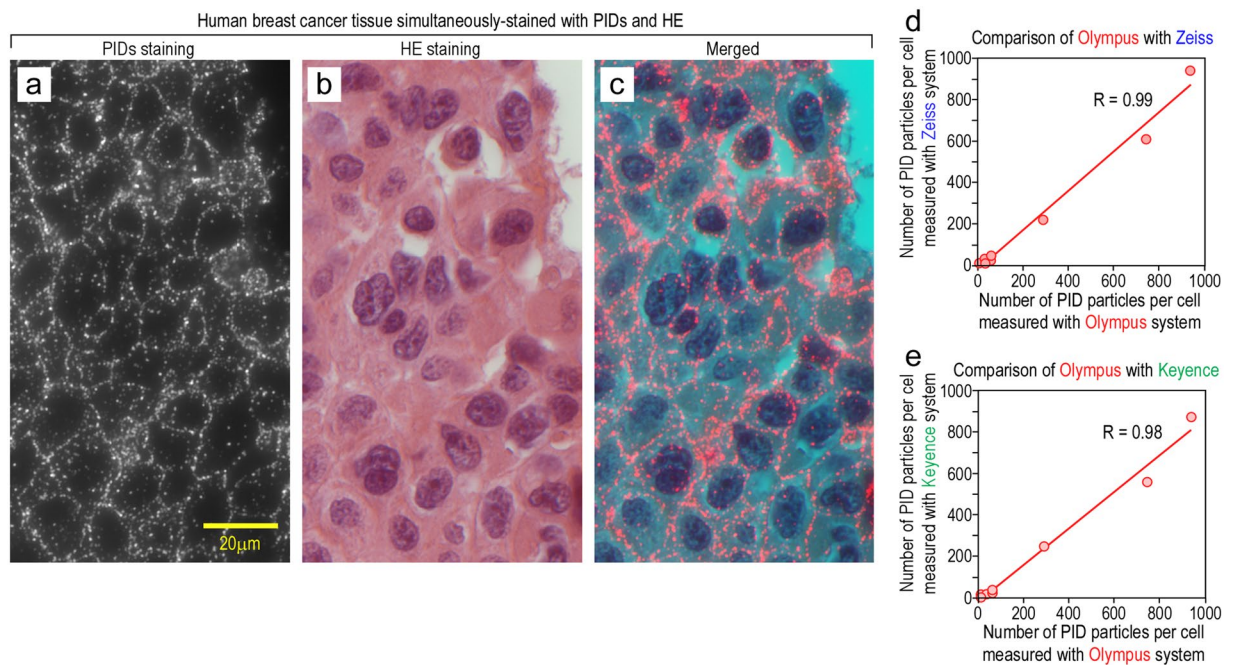 Human breast cancer tissue simultaneously-stained with PIDs and HE
PIDs staining
HE staining
Merged
a
b
c
20μm
d
Comparison of Olympus with Zeiss
Number of PID particles per cell
measured with Zeiss system
1000
800
600
400
200
0
R = 0.99
0 200 400 600 800 1000
Number of PID particles per cell
measured with Olympus system
e
Comparison of Olympus with Keyence
Number of PID particles per cell
measured with Keyence system
1000
800
600
400
200
0
R = 0.98
0 200 400 600 800 1000
Number of PID particles per cell
measured with Olympus system